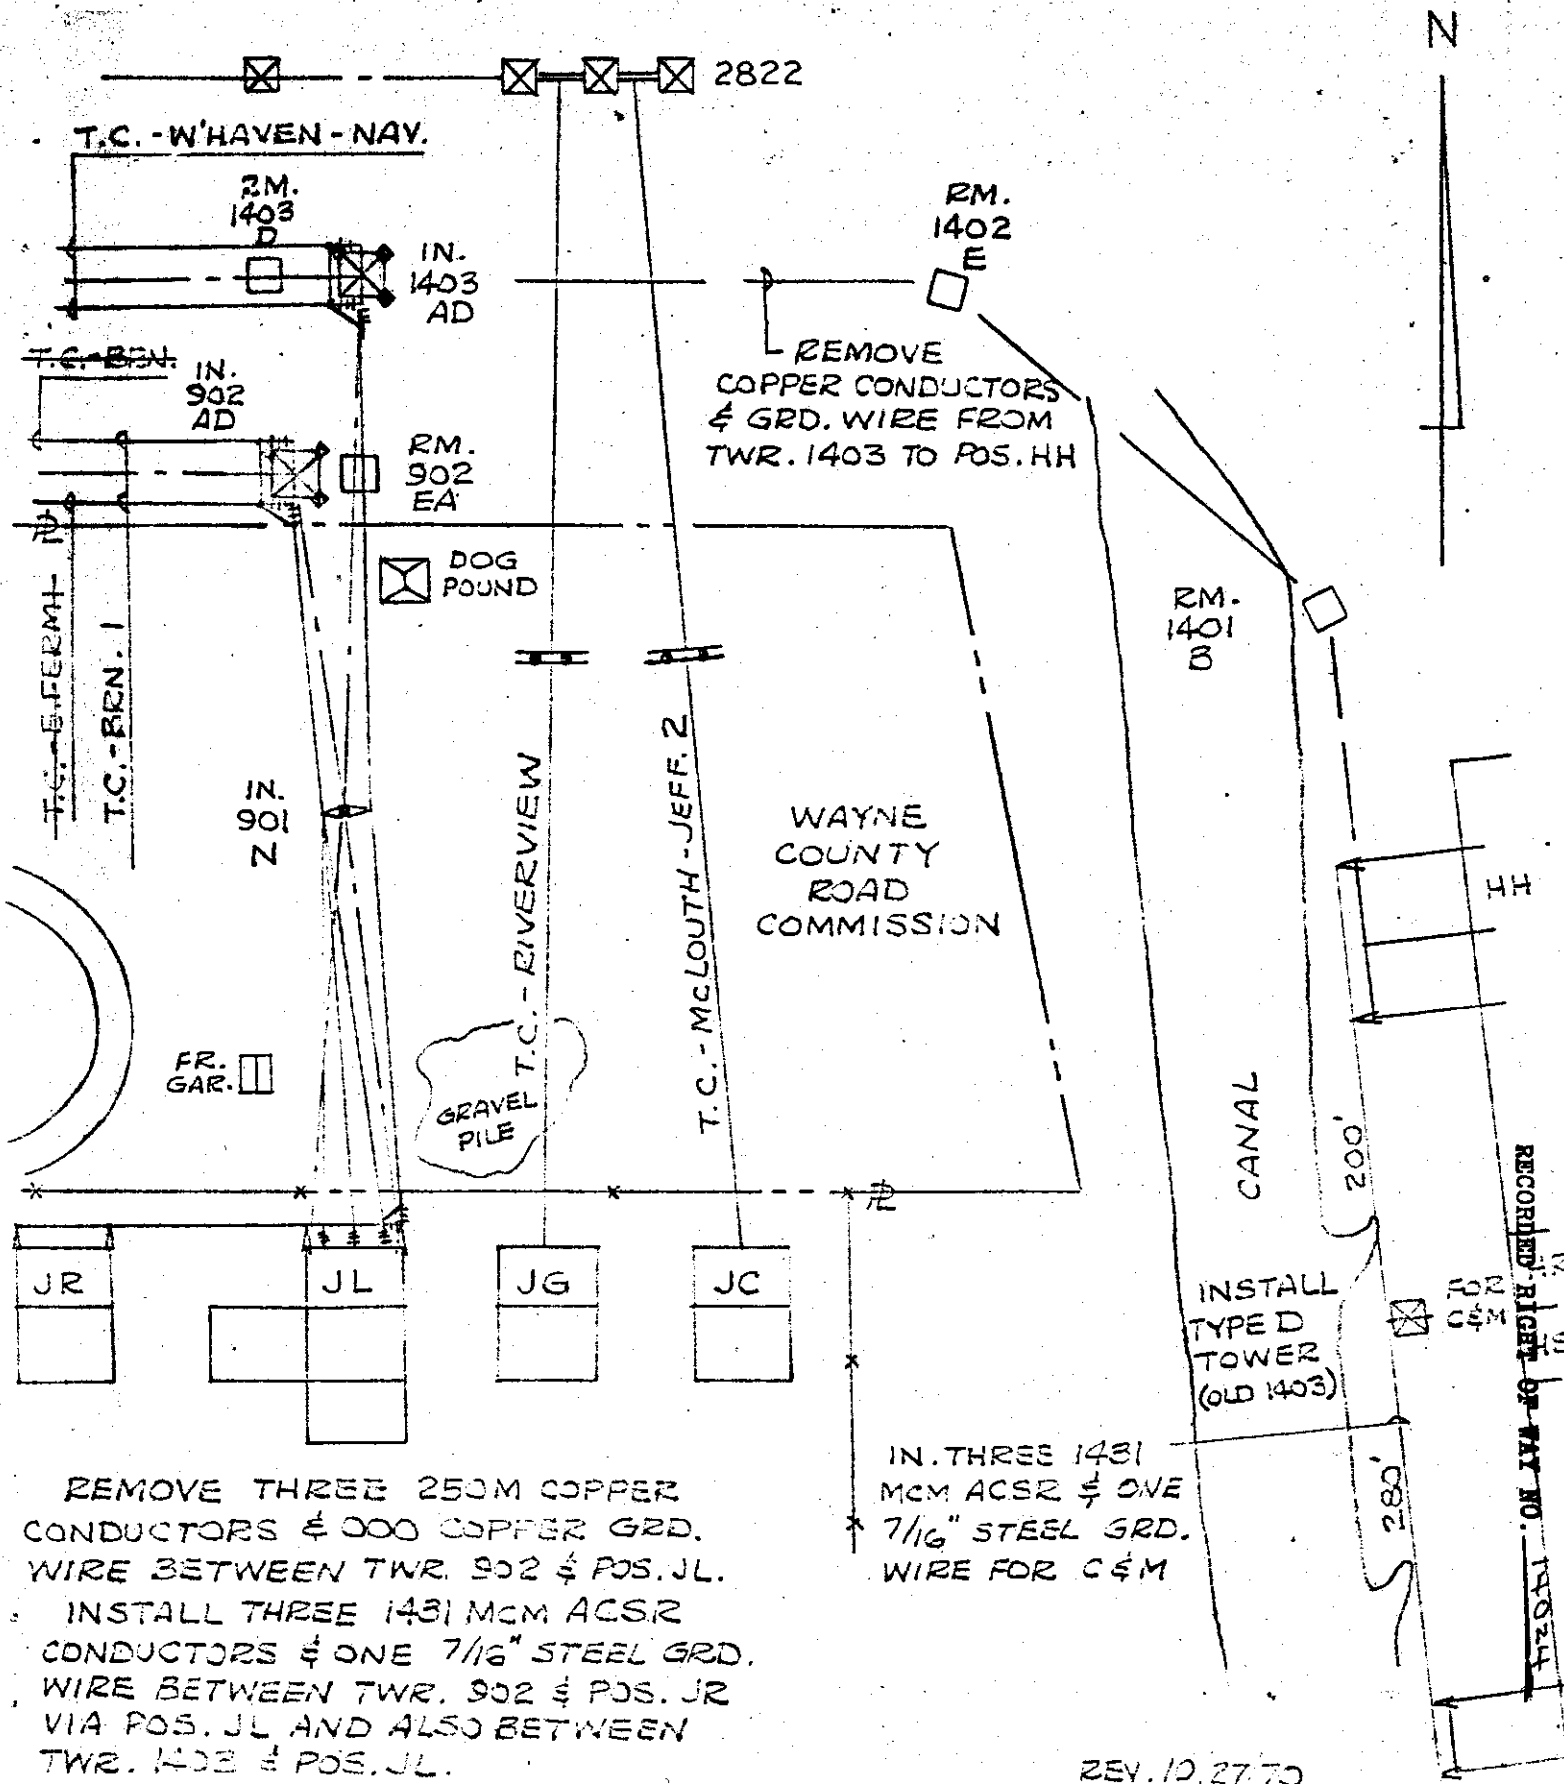 N
2822
T.C. - W'HAVEN - NAV.
RM.
1403
D
IN.
1403
AD
RM.
1402
E
REMOVE
COPPER CONDUCTORS
& GRD. WIRE FROM
TWR. 1403 TO POS. HH
T.C. - BRN.
IN.
902
AD
RM.
902
EA
DOG
POUND
T.C. - E. FERMI
T.C. - BRN. 1
RM.
1401
B
IN.
901
N
T.C. - RIVERVIEW
T.C. - McLOUTH - JEFF. 2
WAYNE
COUNTY
ROAD
COMMISSION
HH
FR.
GAR.
GRAVEL
PILE
CANAL
200'
JR
JL
JG
JC
INSTALL
TYPE D
TOWER
(OLD 1403)
FOR
C&M
280'
RECORDED RIGHT OF WAY NO. 14024
REMOVE THREE 250M COPPER
CONDUCTORS & 000 COPPER GRD.
WIRE BETWEEN TWR. 902 & POS. JL.
INSTALL THREE 1431 MCM ACSR
CONDUCTORS & ONE 7/16" STEEL GRD.
WIRE BETWEEN TWR. 902 & POS. JR
VIA POS. JL AND ALSO BETWEEN
TWR. 1403 & POS. JL.
IN. THREE 1431
MCM ACSR & ONE
7/16" STEEL GRD.
WIRE FOR C & M
REV. 10.27.70